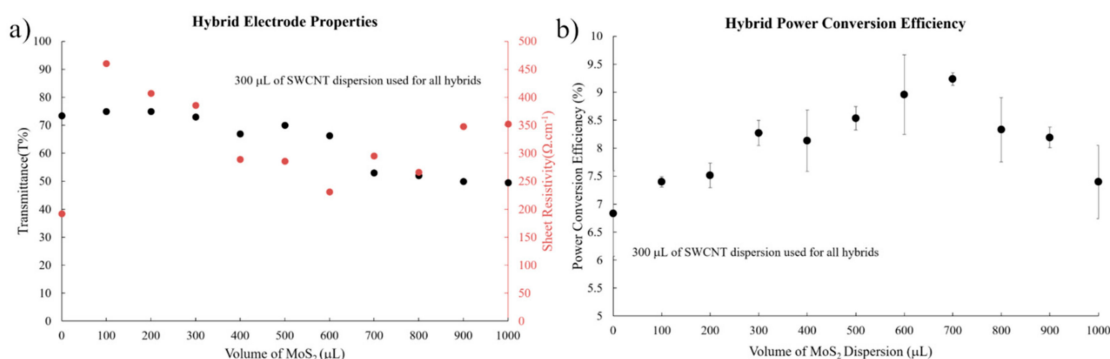 a)
Hybrid Electrode Properties
300 μL of SWCNT dispersion used for all hybrids
Transmittance(T%)
100
90
80
70
60
50
40
30
20
10
0
Sheet Resistivity(Ω.cm⁻¹)
500
450
400
350
300
250
200
150
100
50
0
0 100 200 300 400 500 600 700 800 900 1000
Volume of MoS₂ (μL)
b)
Hybrid Power Conversion Efficiency
Power Conversion Efficiency (%)
10
9.5
9
8.5
8
7.5
7
6.5
6
5.5
5
300 μL of SWCNT dispersion used for all hybrids
0 100 200 300 400 500 600 700 800 900 1000
Volume of MoS₂ Dispersion (μL)